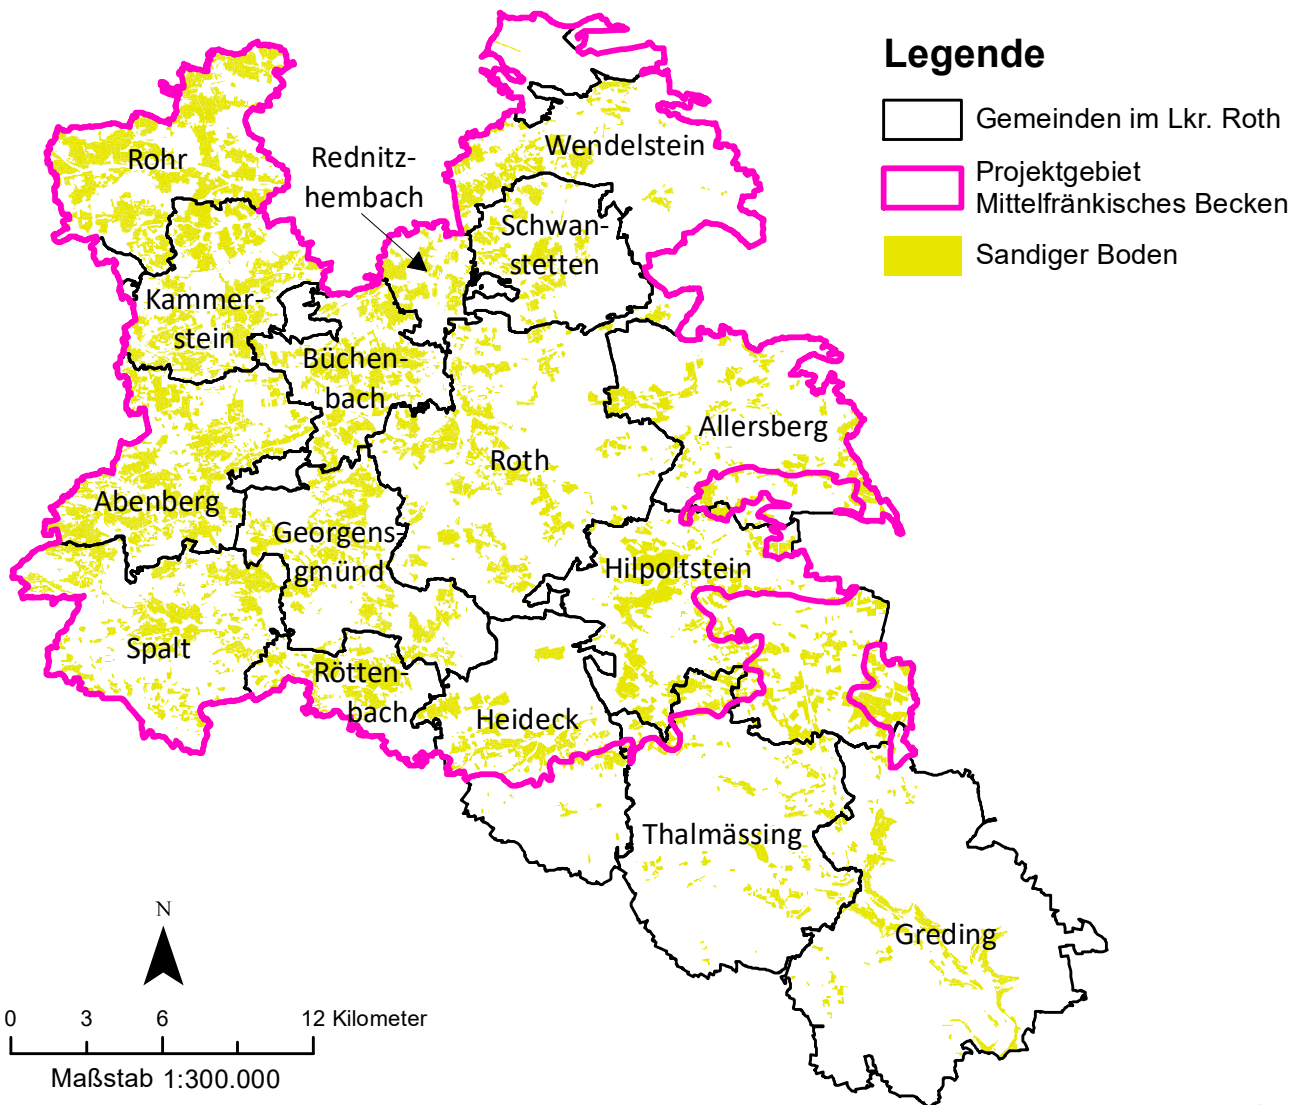 Legende
Gemeinden im Lkr. Roth
Projektgebiet
Mittelfränkisches Becken
Sandiger Boden
Rohr
Rednitz-
hembach
Wendelstein
Schwan-
stetten
Kammer-
stein
Büchen-
bach
Allersberg
Roth
Abenberg
Georgens-
gmünd
Hilpoltstein
Spalt
Rötten-
bach
Heideck
Thalmässing
Greding
N
0 3 6 12 Kilometer
Maßstab 1:300.000